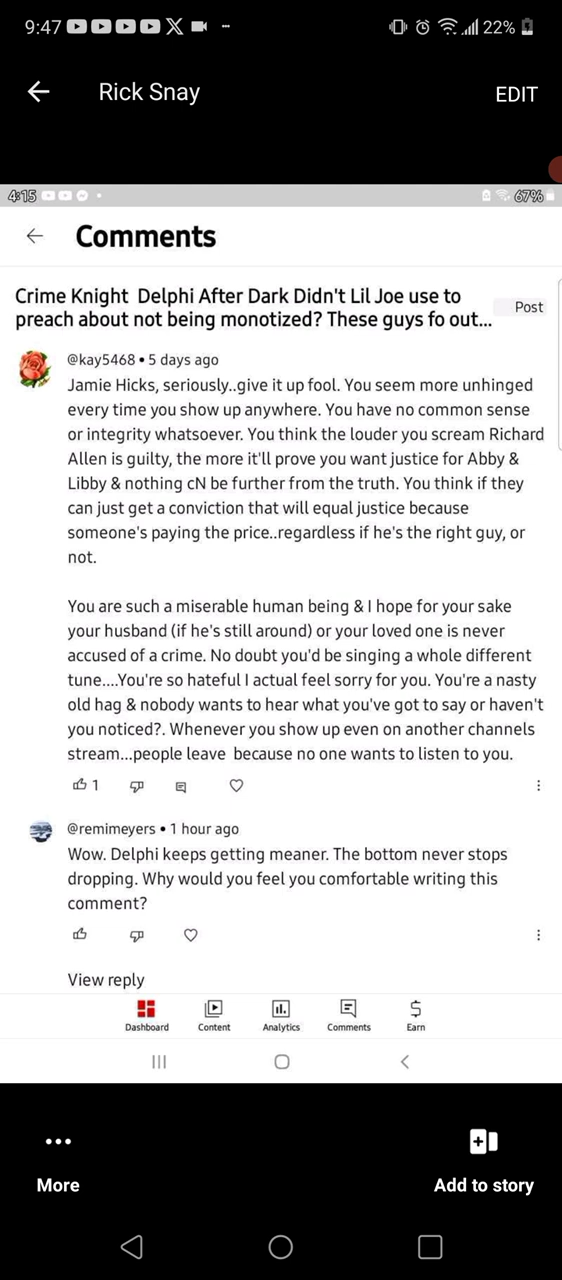 9:47 22%
Rick Snay EDIT
4:15 67%
Comments
Crime Knight Delphi After Dark Didn't Lil Joe use to
preach about not being monotized? These guys fo out...
Post
@kay5468 • 5 days ago
Jamie Hicks, seriously..give it up fool. You seem more unhinged
every time you show up anywhere. You have no common sense
or integrity whatsoever. You think the louder you scream Richard
Allen is guilty, the more it'll prove you want justice for Abby &
Libby & nothing cN be further from the truth. You think if they
can just get a conviction that will equal justice because
someone's paying the price..regardless if he's the right guy, or
not.
You are such a miserable human being & I hope for your sake
your husband (if he's still around) or your loved one is never
accused of a crime. No doubt you'd be singing a whole different
tune....You're so hateful I actual feel sorry for you. You're a nasty
old hag & nobody wants to hear what you've got to say or haven't
you noticed?. Whenever you show up even on another channels
stream...people leave because no one wants to listen to you.
1
@remimeyers • 1 hour ago
Wow. Delphi keeps getting meaner. The bottom never stops
dropping. Why would you feel you comfortable writing this
comment?
View reply
Dashboard Content Analytics Comments Earn
More Add to story